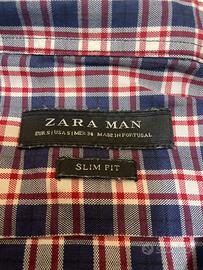 ZARA MAN
EUR S | USA S | MEX 36 MADE IN PORTUGAL
SLIM FIT